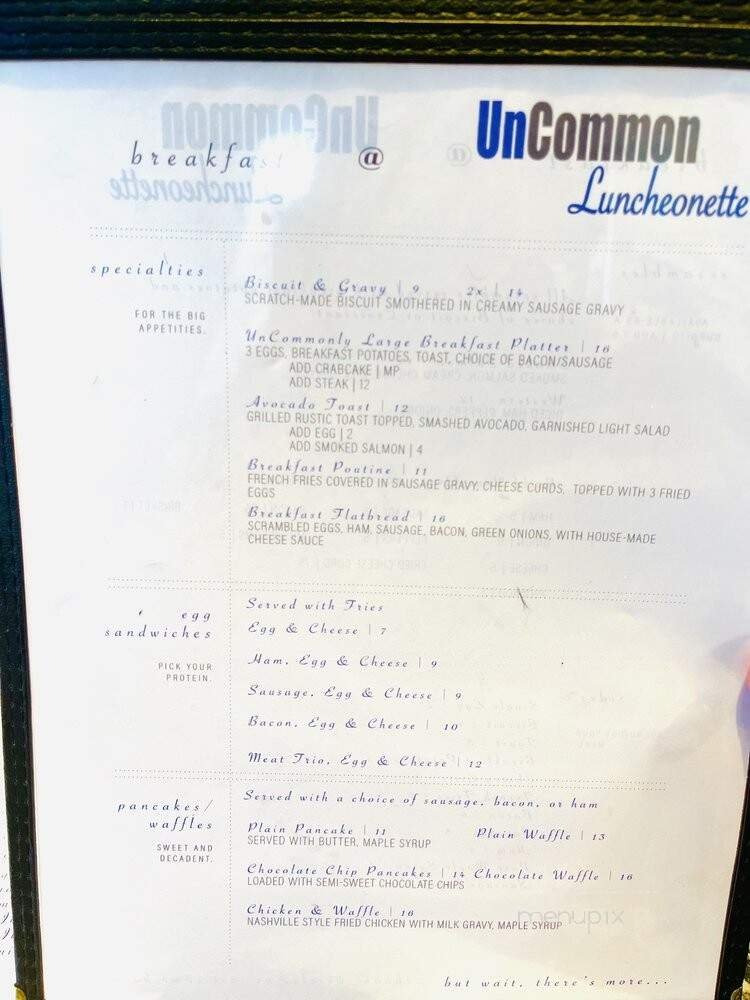 breakfast @ UnCommon
Luncheonette
specialties
FOR THE BIG
APPETITIES.
Biscuit & Gravy | 9 2x | 14
SCRATCH-MADE BISCUIT SMOTHERED IN CREAMY SAUSAGE GRAVY
UnCommonly Large Breakfast Platter | 16
3 EGGS, BREAKFAST POTATOES, TOAST, CHOICE OF BACON/SAUSAGE
ADD CRABCAKE | MP
ADD STEAK | 12
Avocado Toast | 12
GRILLED RUSTIC TOAST TOPPED, SMASHED AVOCADO, GARNISHED LIGHT SALAD
ADD EGG | 2
ADD SMOKED SALMON | 4
Breakfast Poutine | 11
FRENCH FRIES COVERED IN SAUSAGE GRAVY, CHEESE CURDS, TOPPED WITH 3 FRIED
EGGS
Breakfast Flatbread | 16
SCRAMBLED EGGS, HAM, SAUSAGE, BACON, GREEN ONIONS, WITH HOUSE-MADE
CHEESE SAUCE
egg
sandwiches
PICK YOUR
PROTEIN.
Served with Fries
Egg & Cheese | 7
Ham, Egg & Cheese | 9
Sausage, Egg & Cheese | 9
Bacon, Egg & Cheese | 10
Meat Trio, Egg & Cheese | 12
pancakes/
waffles
SWEET AND
DECADENT.
Served with a choice of sausage, bacon, or ham
Plain Pancake | 11 Plain Waffle | 13
SERVED WITH BUTTER, MAPLE SYRUP
Chocolate Chip Pancakes | 14 Chocolate Waffle | 16
LOADED WITH SEMI-SWEET CHOCOLATE CHIPS
Chicken & Waffle | 16
NASHVILLE STYLE FRIED CHICKEN WITH MILK GRAVY, MAPLE SYRUP
menupix
but wait, there's more...